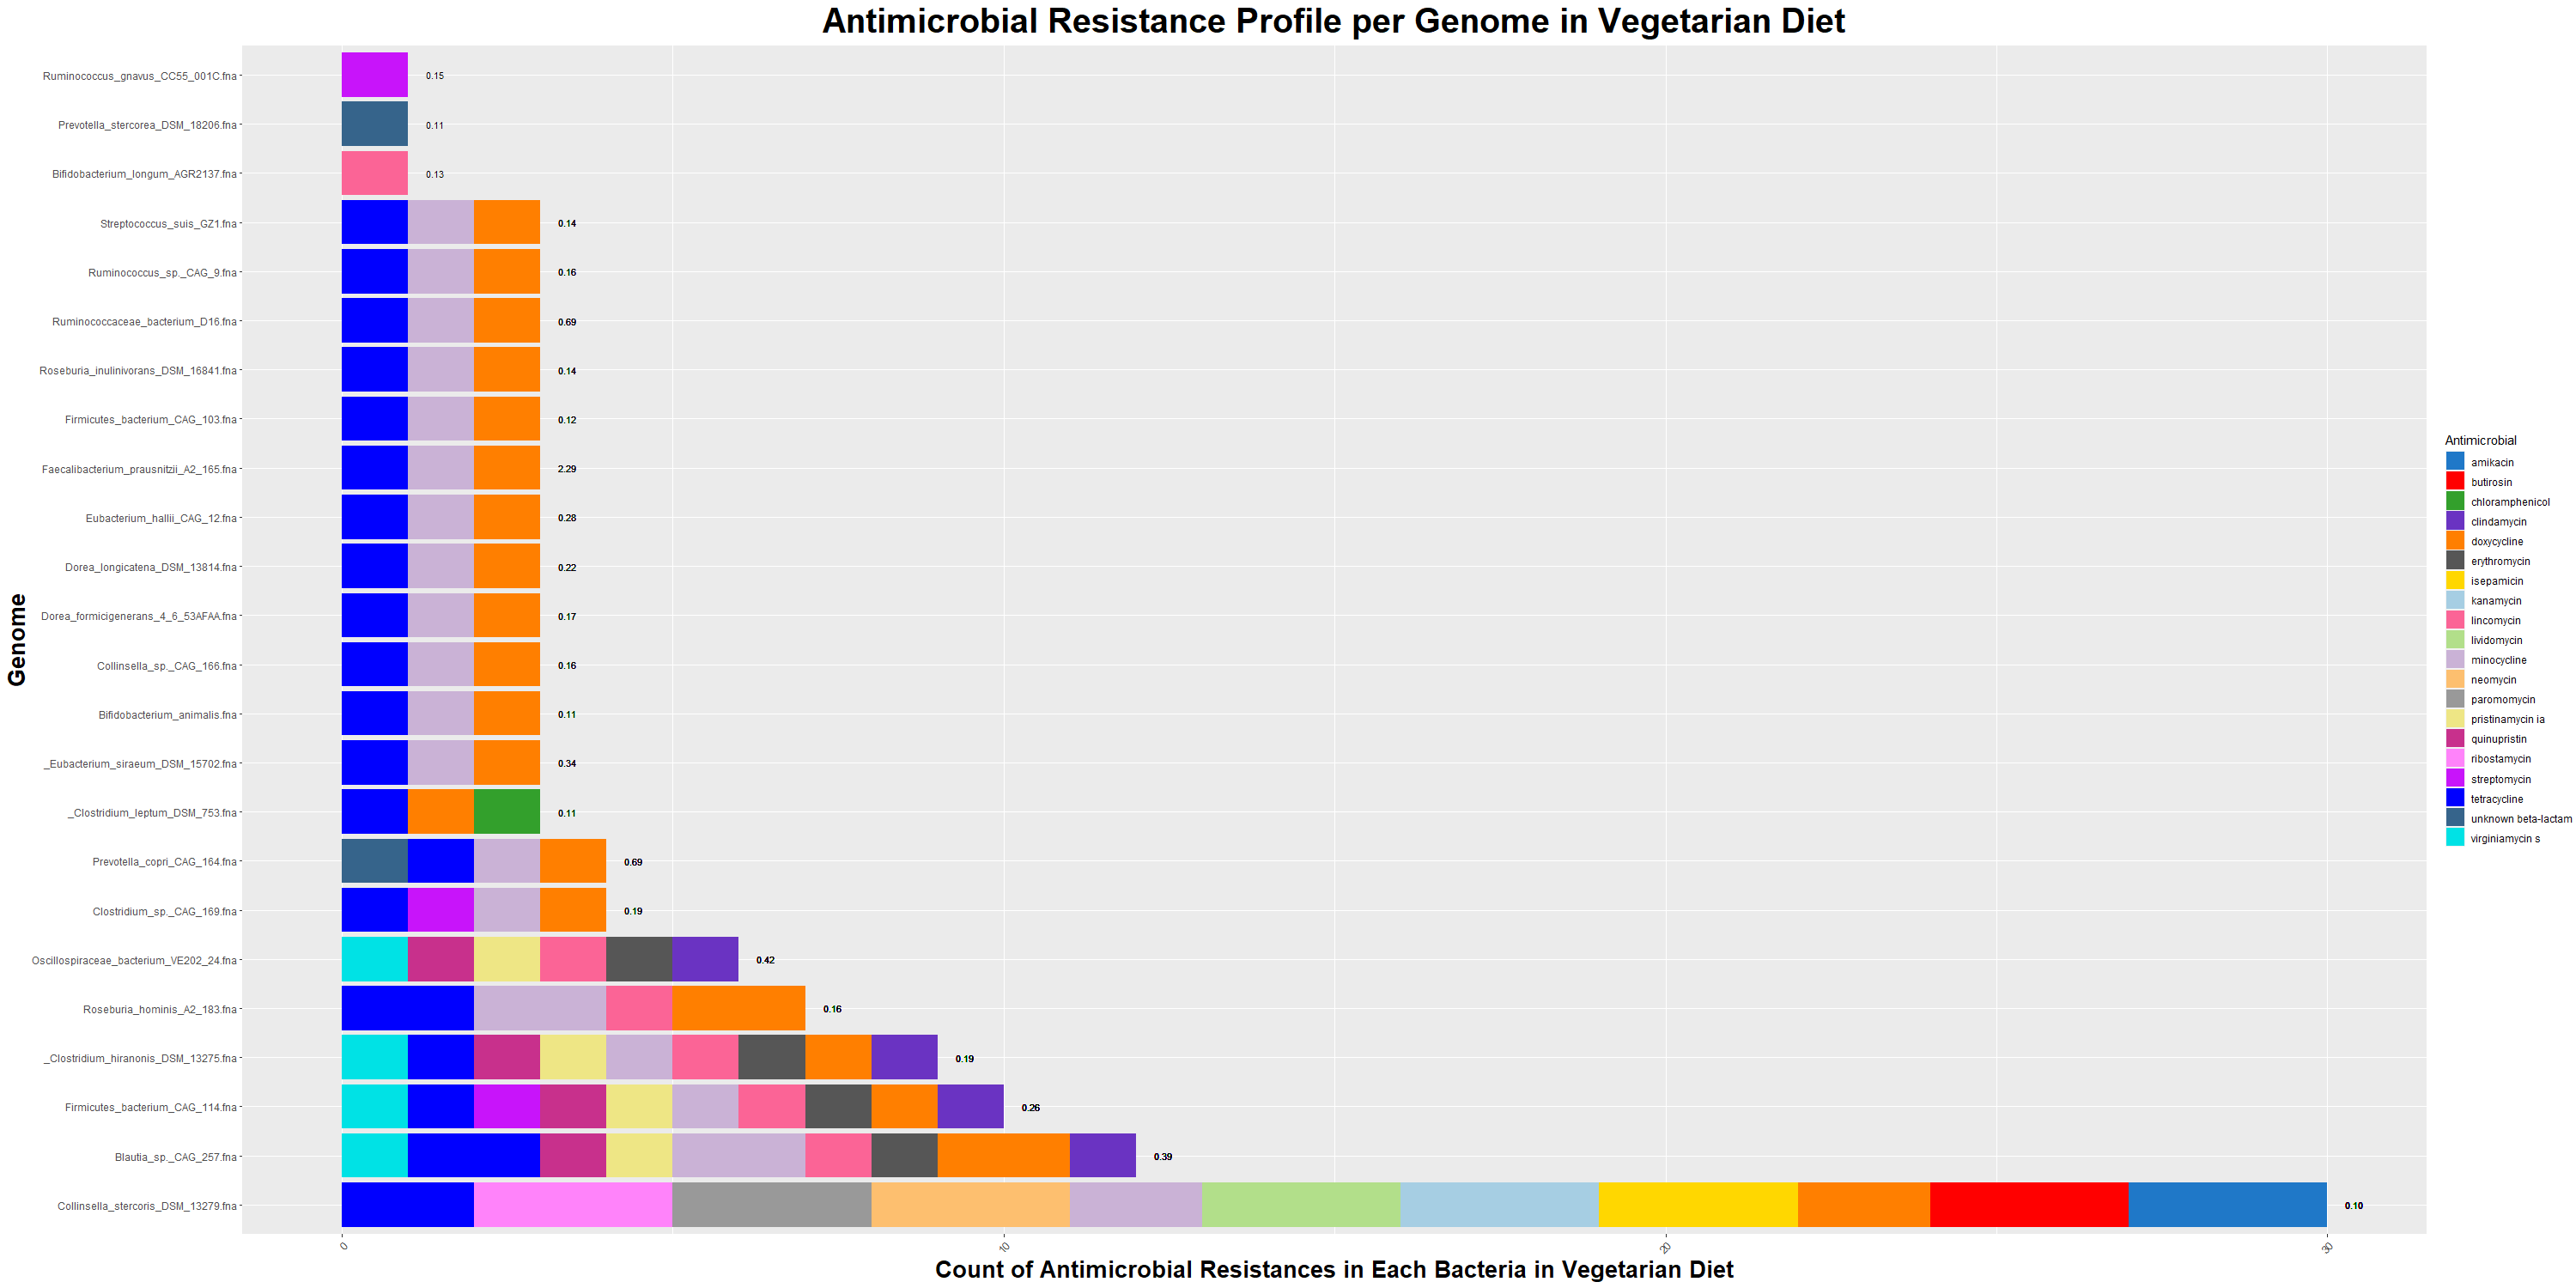 Antimicrobial Resistance Profile per Genome in Vegetarian Diet
Genome
Ruminococcus_gnavus_CC55_001C.fna 0.15
Prevotella_stercorea_DSM_18206.fna 0.11
Bifidobacterium_longum_AGR2137.fna 0.13
Streptococcus_suis_GZ1.fna 0.14
Ruminococcus_sp._CAG_9.fna 0.16
Ruminococcaceae_bacterium_D16.fna 0.69
Roseburia_inulinivorans_DSM_16841.fna 0.14
Firmicutes_bacterium_CAG_103.fna 0.12
Faecalibacterium_prausnitzii_A2_165.fna 2.29
Eubacterium_hallii_CAG_12.fna 0.28
Dorea_longicatena_DSM_13814.fna 0.22
Dorea_formicigenerans_4_6_53AFAA.fna 0.17
Collinsella_sp._CAG_166.fna 0.16
Bifidobacterium_animalis.fna 0.11
_Eubacterium_siraeum_DSM_15702.fna 0.34
_Clostridium_leptum_DSM_753.fna 0.11
Prevotella_copri_CAG_164.fna 0.69
Clostridium_sp._CAG_169.fna 0.19
Oscillospiraceae_bacterium_VE202_24.fna 0.42
Roseburia_hominis_A2_183.fna 0.16
_Clostridium_hiranonis_DSM_13275.fna 0.19
Firmicutes_bacterium_CAG_114.fna 0.26
Blautia_sp._CAG_257.fna 0.39
Collinsella_stercoris_DSM_13279.fna 0.10
0 10 20 30
Count of Antimicrobial Resistances in Each Bacteria in Vegetarian Diet
Antimicrobial
amikacin
butirosin
chloramphenicol
clindamycin
doxycycline
erythromycin
isepamicin
kanamycin
lincomycin
lividomycin
minocycline
neomycin
paromomycin
pristinamycin ia
quinupristin
ribostamycin
streptomycin
tetracycline
unknown beta-lactam
virginiamycin s